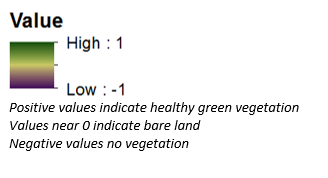 Value
High : 1
Low : -1
Positive values indicate healthy green vegetation
Values near 0 indicate bare land
Negative values no vegetation